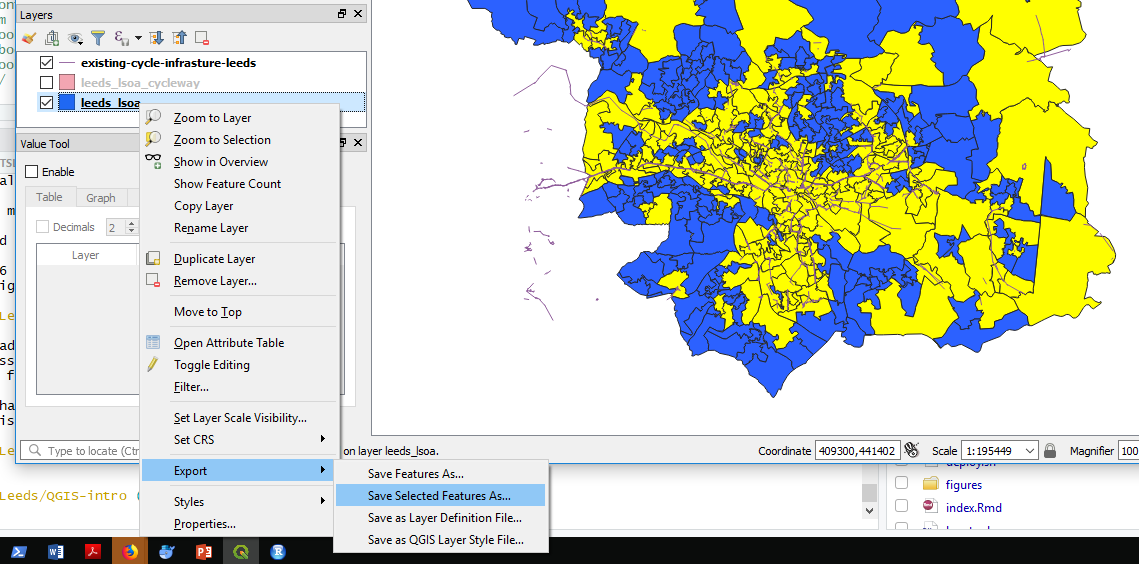 Layers
existing-cycle-infrasture-leeds
leeds_lsoa_cycleway
leeds_lsoa
Zoom to Layer
Zoom to Selection
Show in Overview
Show Feature Count
Copy Layer
Rename Layer
Duplicate Layer
Remove Layer...
Move to Top
Open Attribute Table
Toggle Editing
Filter...
Set Layer Scale Visibility...
Set CRS
Export
Styles
Properties...
Save Features As...
Save Selected Features As...
Save as Layer Definition File...
Save as QGIS Layer Style File...
Value Tool
Enable
Table Graph
Decimals 2
Layer
Type to locate (Ctr
on layer leeds_lsoa.
Coordinate 409300,441402 Scale 1:195449 Magnifier 100
figures
index.Rmd
Leeds/QGIS-intro (